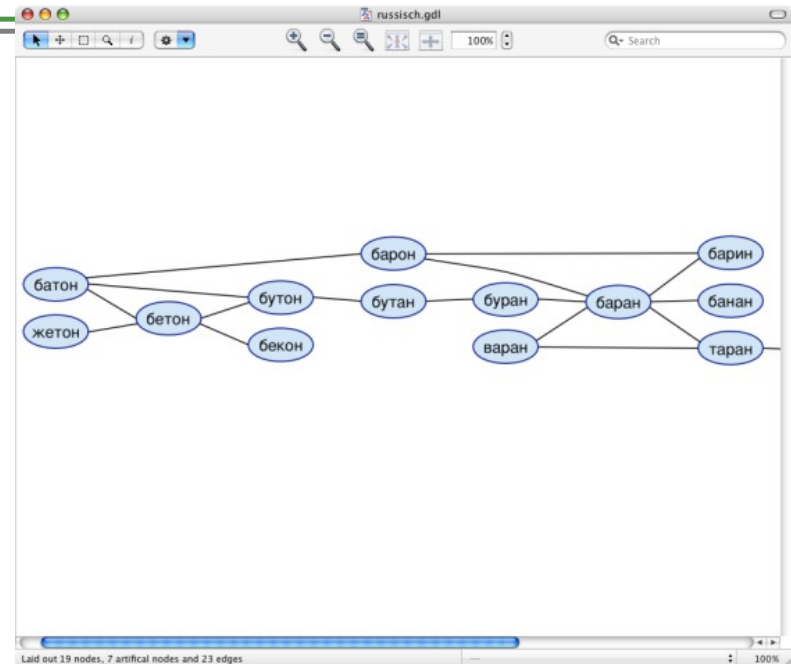 russisch.gdl
100%
Search
барон
барин
батон
бутон
бутан
буран
баран
банан
жетон
бетон
бекон
варан
таран
Laid out 19 nodes, 7 artifical nodes and 23 edges
100%